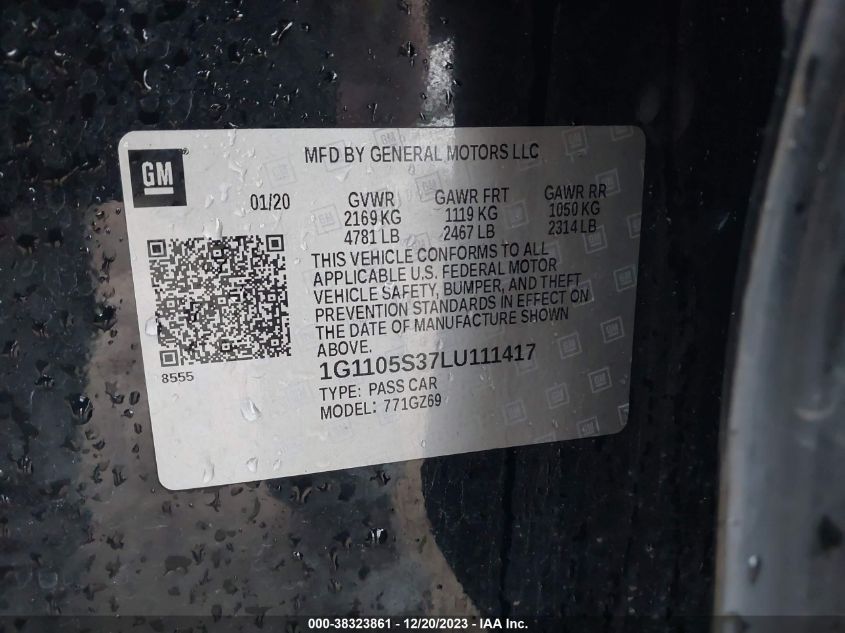 GM
MFD BY GENERAL MOTORS LLC
01/20
GVWR GAWR FRT GAWR RR
2169 KG 1119 KG 1050 KG
4781 LB 2467 LB 2314 LB
THIS VEHICLE CONFORMS TO ALL
APPLICABLE U.S. FEDERAL MOTOR
VEHICLE SAFETY, BUMPER, AND THEFT
PREVENTION STANDARDS IN EFFECT ON
THE DATE OF MANUFACTURE SHOWN
ABOVE.
8555
1G1105S37LU111417
TYPE: PASS CAR
MODEL: 771GZ69
000-38323861 - 12/20/2023 - IAA Inc.